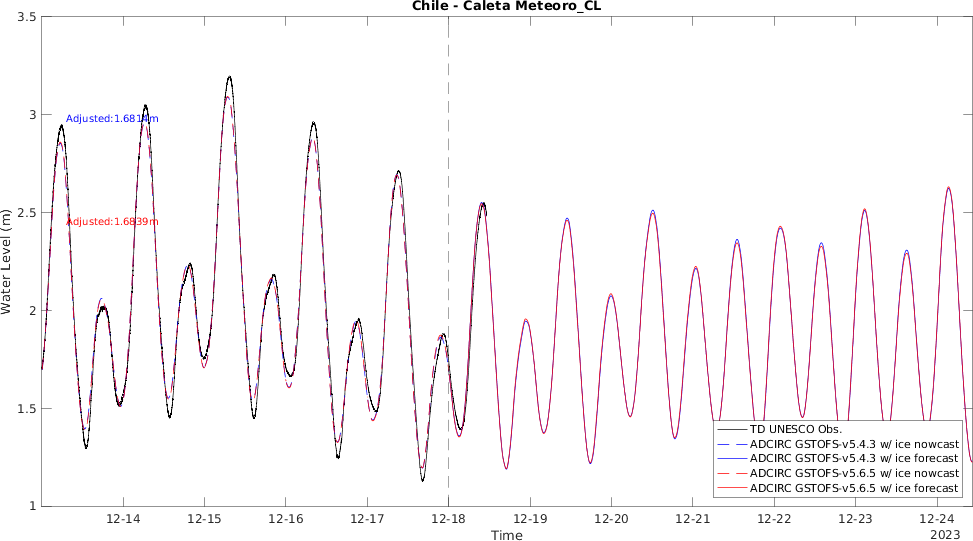 Chile - Caleta Meteoro_CL
3.5
3
2.5
2
1.5
1
Water Level (m)
Adjusted:1.6814m
Adjusted:1.6839m
TD UNESCO Obs.
ADCIRC GSTOFS-v5.4.3 w/ ice nowcast
ADCIRC GSTOFS-v5.4.3 w/ ice forecast
ADCIRC GSTOFS-v5.6.5 w/ ice nowcast
ADCIRC GSTOFS-v5.6.5 w/ ice forecast
12-14 12-15 12-16 12-17 12-18 12-19 12-20 12-21 12-22 12-23 12-24
Time
2023